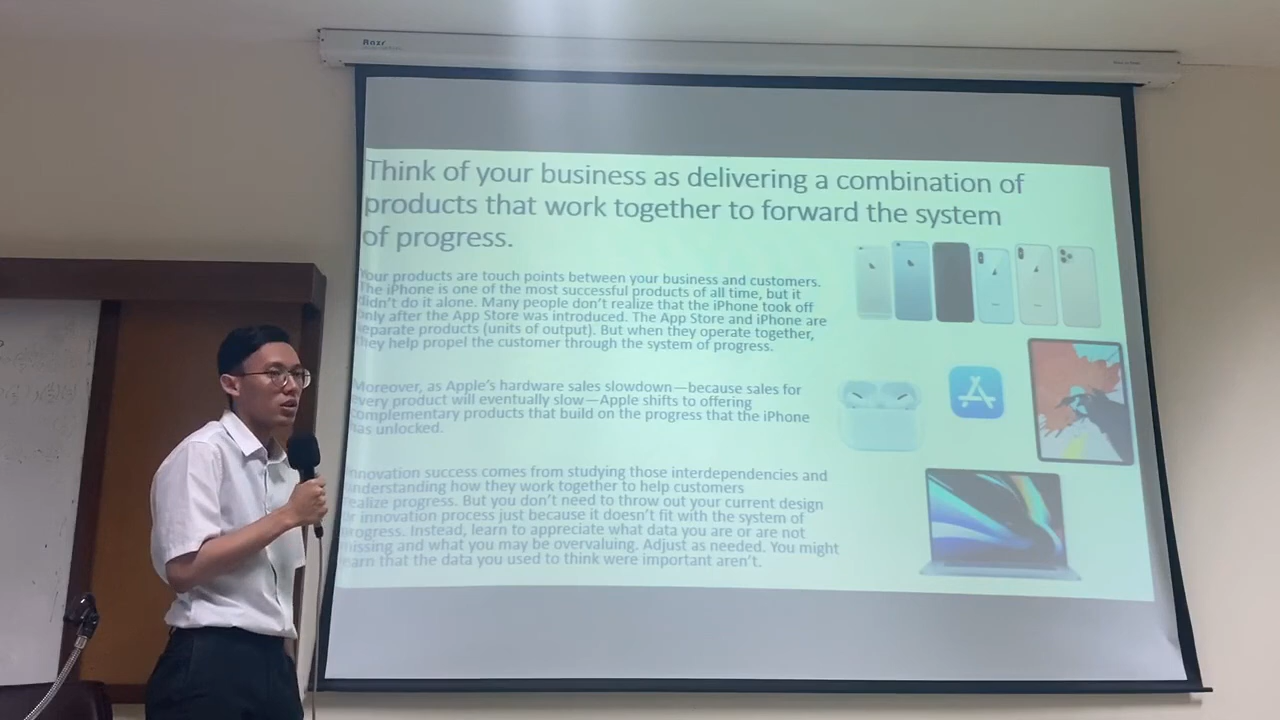 Rozr
Think of your business as delivering a combination of
products that work together to forward the system
of progress.
Your products are touch points between your business and customers.
The iPhone is one of the most successful products of all time, but it
didn't do it alone. Many people don't realize that the iPhone took off
only after the App Store was introduced. The App Store and iPhone are
separate products (units of output). But when they operate together,
they help propel the customer through the system of progress.
Moreover, as Apple's hardware sales slowdown—because sales for
every product will eventually slow—Apple shifts to offering
complementary products that build on the progress that the iPhone
has unlocked.
nnovation success comes from studying those interdependencies and
understanding how they work together to help customers
ealize progress. But you don't need to throw out your current design
r innovation process just because it doesn't fit with the system of
rogress. Instead, learn to appreciate what data you are or are not
issing and what you may be overvaluing. Adjust as needed. You might
earn that the data you used to think were important aren't.